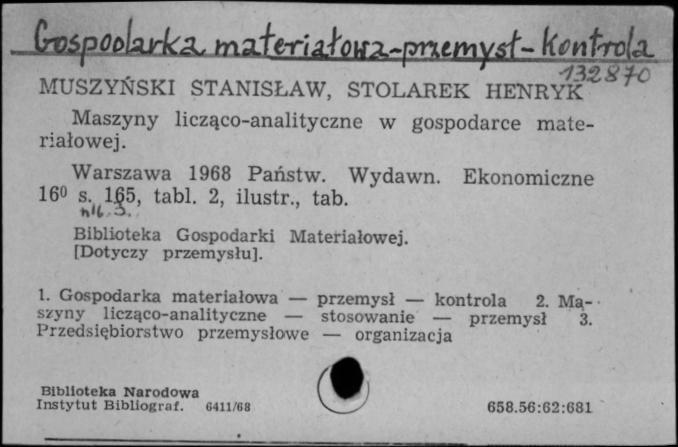 Gospodarka materiałowa-przemysł-kontrola
132870
MUSZYŃSKI STANISŁAW, STOLAREK HENRYK
Maszyny licząco-analityczne w gospodarce mate-
riałowej.
Warszawa 1968 Państw. Wydawn. Ekonomiczne
16⁰ s. 165, tabl. 2, ilustr., tab.
nlb. 3.
Biblioteka Gospodarki Materiałowej.
[Dotyczy przemysłu].
1. Gospodarka materiałowa — przemysł — kontrola 2. Ma-
szyny licząco-analityczne — stosowanie — przemysł 3.
Przedsiębiorstwo przemysłowe — organizacja
Biblioteka Narodowa
Instytut Bibliograf. 6411/68
658.56:62:681